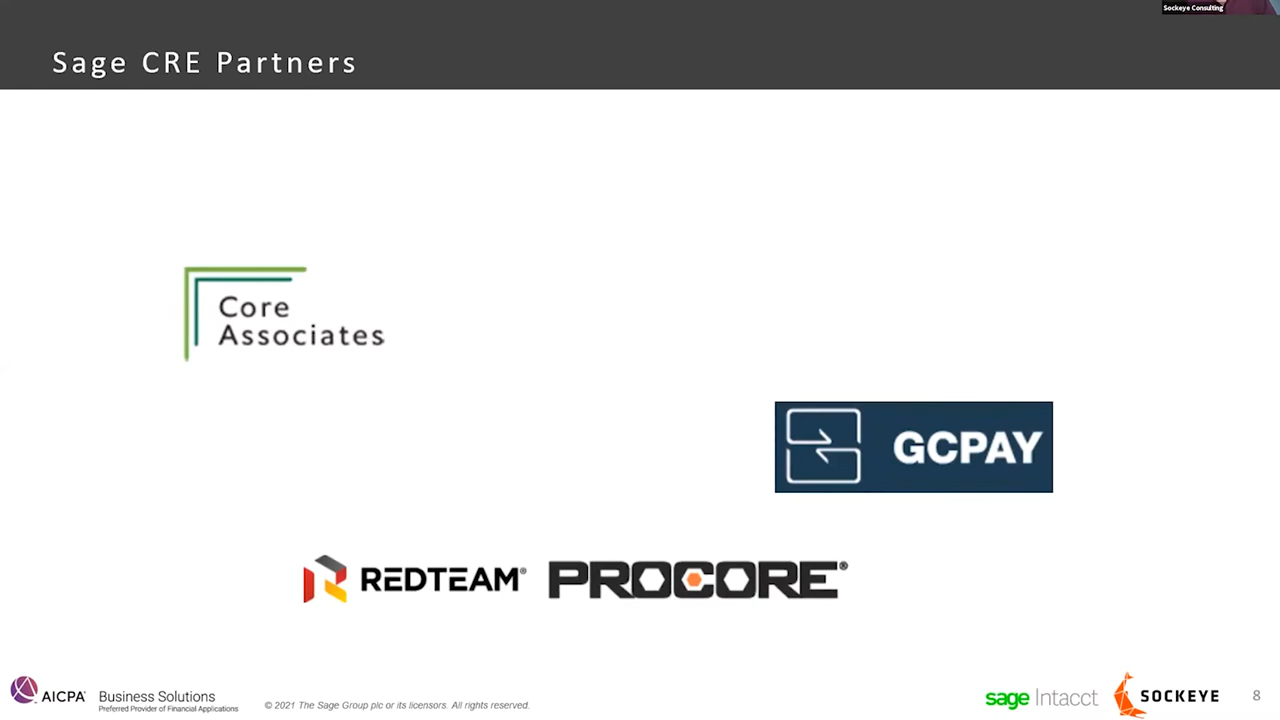 Sockeye Consulting
Sage CRE Partners
Core
Associates
GCPAY
REDTEAM®
PROCORE®
AICPA Business Solutions
Preferred Provider of Financial Applications
© 2021 The Sage Group plc or its licensors. All rights reserved.
sage Intacct
SOCKEYE
8